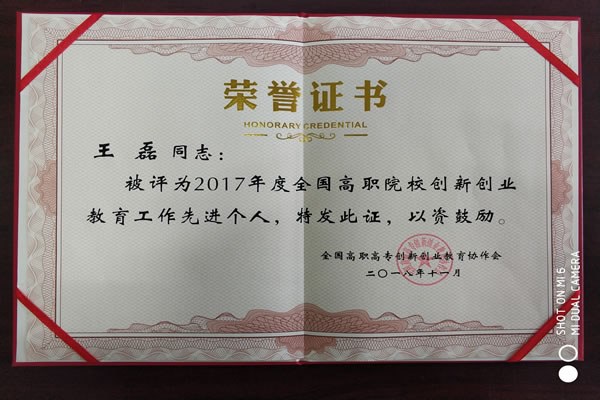 荣誉证书
HONORARY CREDENTIAL
王 磊 同志：
被评为2017年度全国高职院校创新创业
教育工作先进个人，特发此证，以资鼓励。
全国高职高专创新创业教育协作会
二〇一八年十一月
SHOT ON MI 6
MI DUAL CAMERA